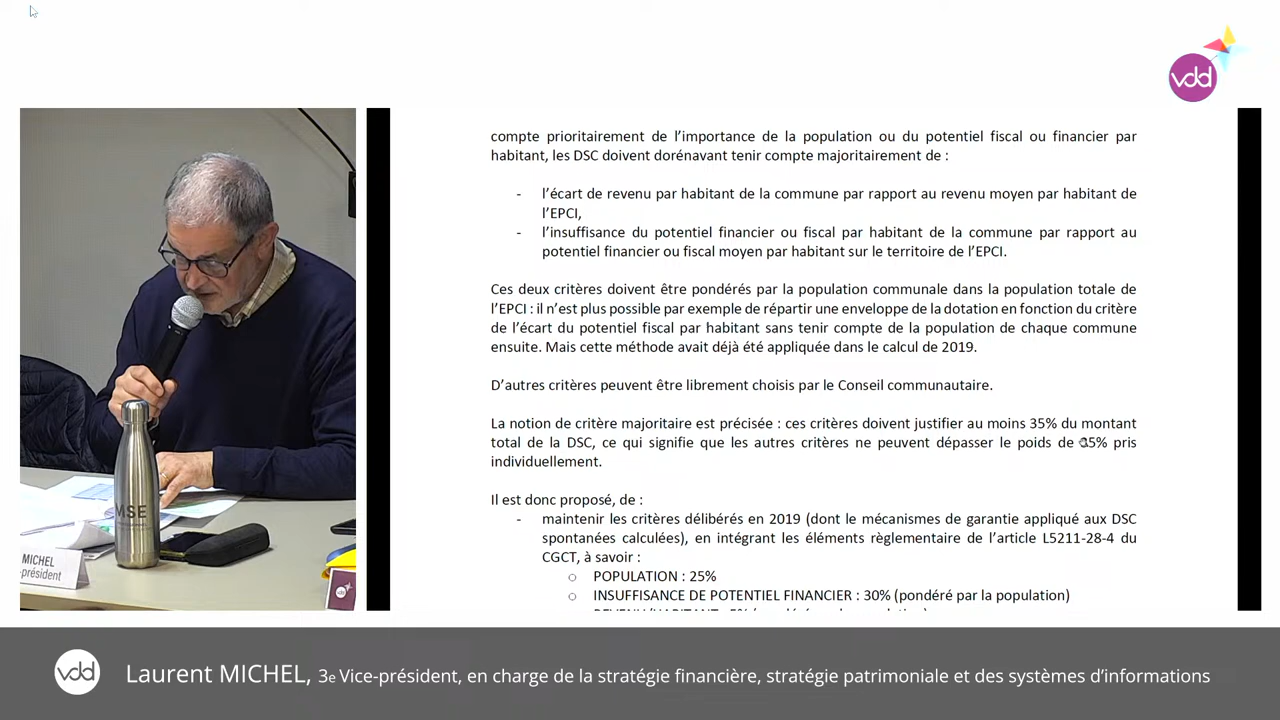 vdd
compte prioritairement de l'importance de la population ou du potentiel fiscal ou financier par
habitant, les DSC doivent dorénavant tenir compte majoritairement de :
- l'écart de revenu par habitant de la commune par rapport au revenu moyen par habitant de
l'EPCI,
- l'insuffisance du potentiel financier ou fiscal par habitant de la commune par rapport au
potentiel financier ou fiscal moyen par habitant sur le territoire de l'EPCI.
Ces deux critères doivent être pondérés par la population communale dans la population totale de
l'EPCI : il n'est plus possible par exemple de répartir une enveloppe de la dotation en fonction du critère
de l'écart du potentiel fiscal par habitant sans tenir compte de la population de chaque commune
ensuite. Mais cette méthode avait déjà été appliquée dans le calcul de 2019.
D'autres critères peuvent être librement choisis par le Conseil communautaire.
La notion de critère majoritaire est précisée : ces critères doivent justifier au moins 35% du montant
total de la DSC, ce qui signifie que les autres critères ne peuvent dépasser le poids de 35% pris
individuellement.
Il est donc proposé, de :
- maintenir les critères délibérés en 2019 (dont le mécanismes de garantie appliqué aux DSC
spontanées calculées), en intégrant les éléments règlementaire de l'article L5211-28-4 du
CGCT, à savoir :
○ POPULATION : 25%
○ INSUFFISANCE DE POTENTIEL FINANCIER : 30% (pondéré par la population)
MSE
MICHEL
-président
vdd
Laurent MICHEL, 3e Vice-président, en charge de la stratégie financière, stratégie patrimoniale et des systèmes d'informations